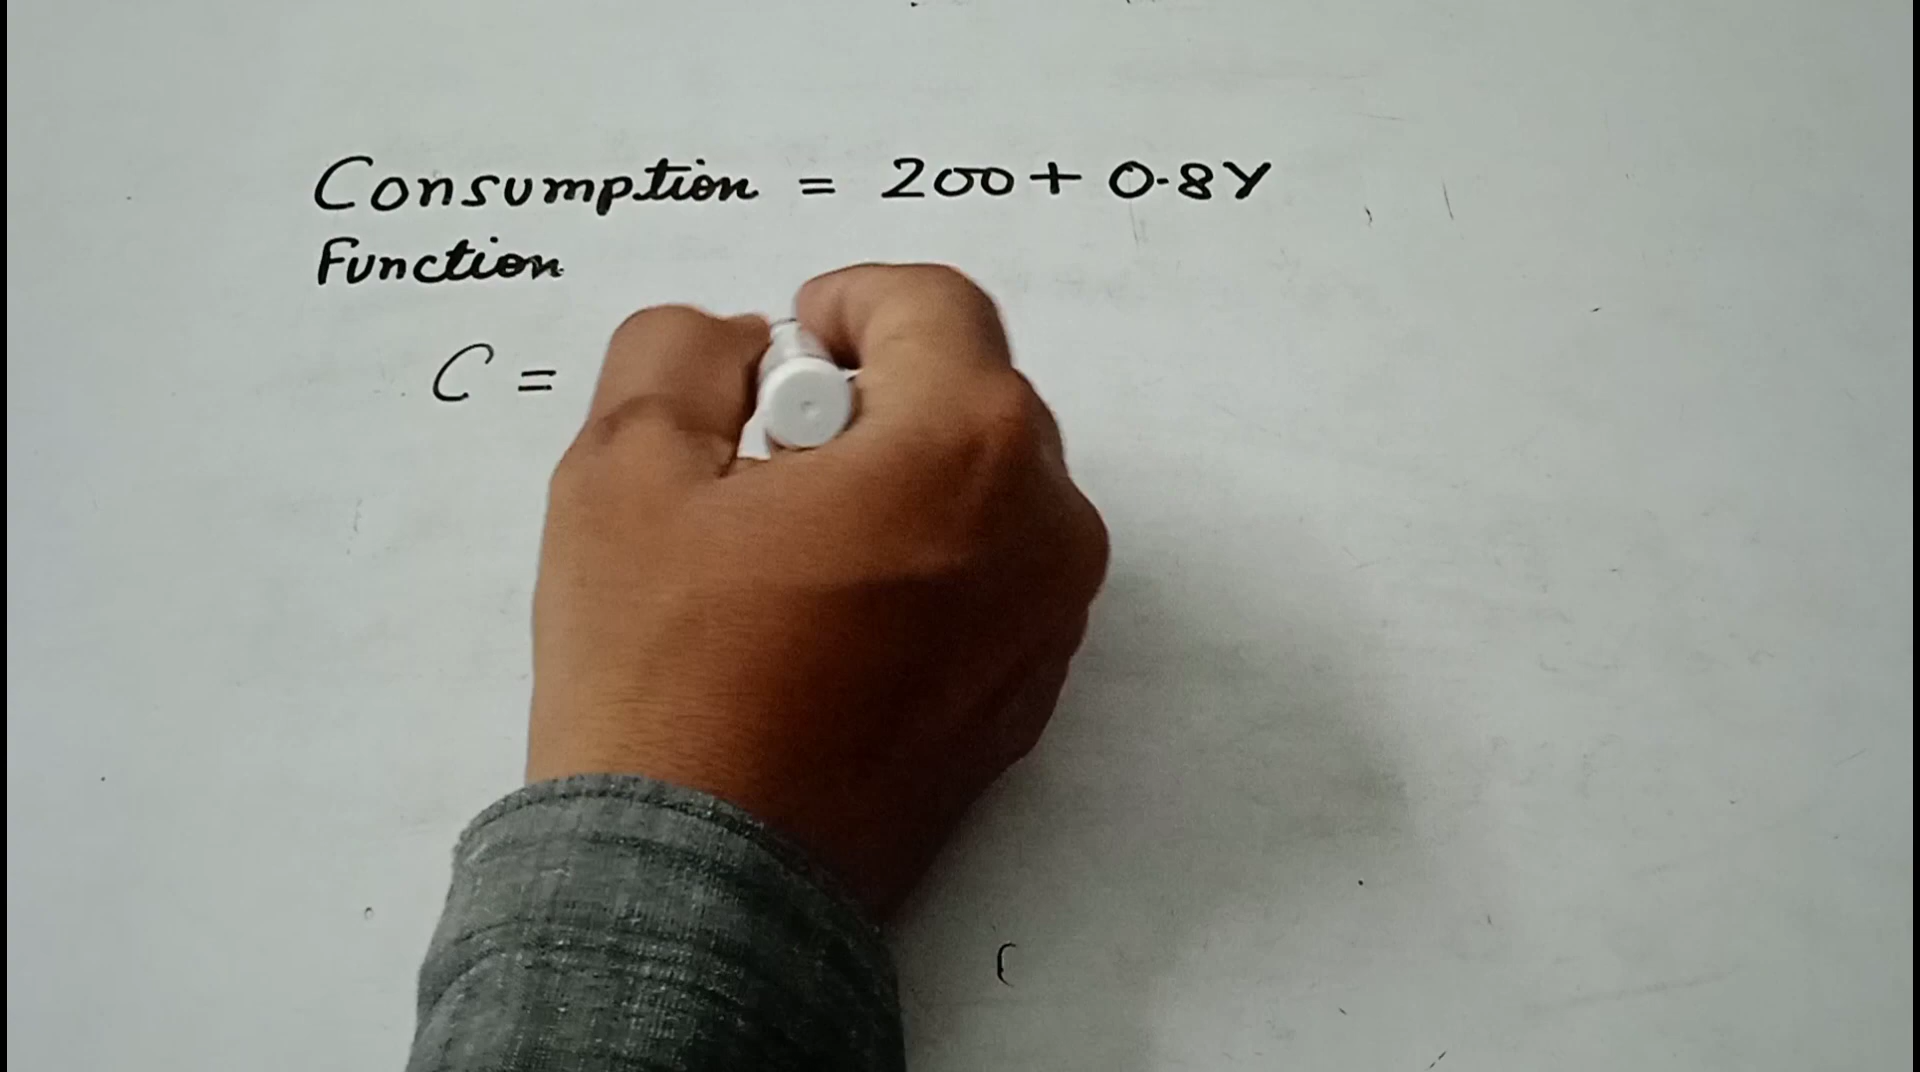 Consumption = 200 + 0.8Y
Function
C =